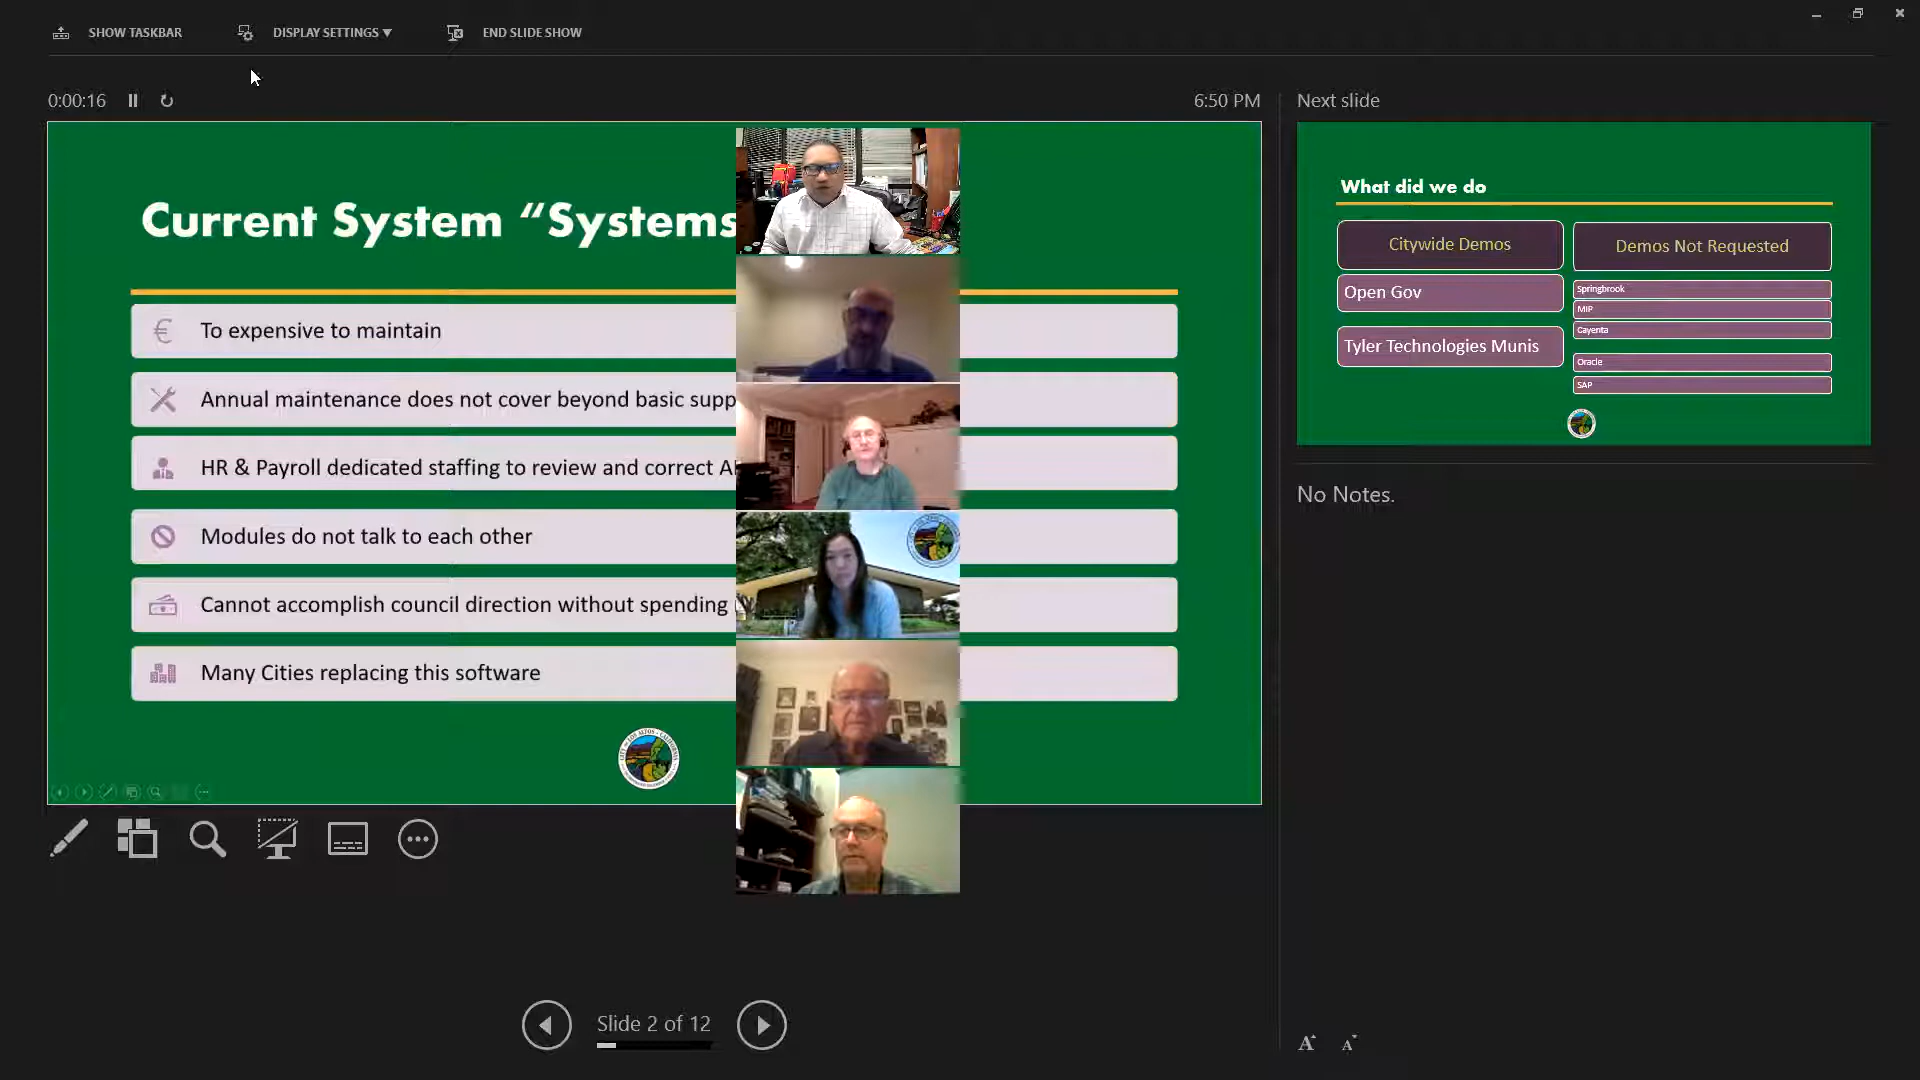 SHOW TASKBAR
DISPLAY SETTINGS ▼
END SLIDE SHOW
0:00:16
6:50 PM
Next slide
Current System “Systems
To expensive to maintain
Annual maintenance does not cover beyond basic supp
HR & Payroll dedicated staffing to review and correct
Modules do not talk to each other
Cannot accomplish council direction without spending
Many Cities replacing this software
What did we do
Citywide Demos
Demos Not Requested
Open Gov
Tyler Technologies Munis
Springbrook
MIP
Cayenta
Oracle
SAP
No Notes.
Slide 2 of 12
A A